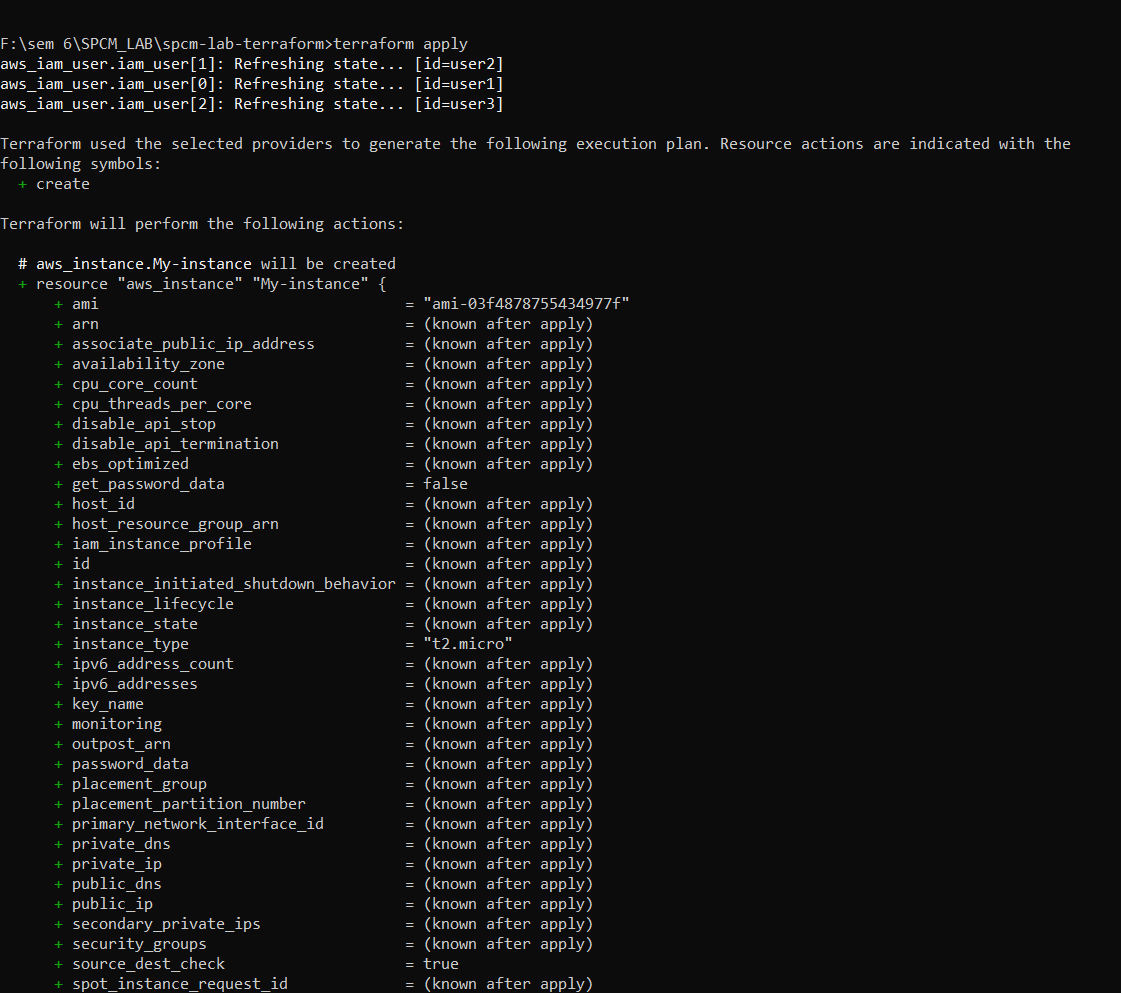 F:\sem 6\SPCM_LAB\spcm-lab-terraform>terraform apply
aws_iam_user.iam_user[1]: Refreshing state... [id=user2]
aws_iam_user.iam_user[0]: Refreshing state... [id=user1]
aws_iam_user.iam_user[2]: Refreshing state... [id=user3]
Terraform used the selected providers to generate the following execution plan. Resource actions are indicated with the
following symbols:
  + create
Terraform will perform the following actions:
  # aws_instance.My-instance will be created
  + resource "aws_instance" "My-instance" {
      + ami                                  = "ami-03f4878755434977f"
      + arn                                  = (known after apply)
      + associate_public_ip_address          = (known after apply)
      + availability_zone                    = (known after apply)
      + cpu_core_count                       = (known after apply)
      + cpu_threads_per_core                 = (known after apply)
      + disable_api_stop                     = (known after apply)
      + disable_api_termination              = (known after apply)
      + ebs_optimized                        = (known after apply)
      + get_password_data                    = false
      + host_id                              = (known after apply)
      + host_resource_group_arn              = (known after apply)
      + iam_instance_profile                 = (known after apply)
      + id                                   = (known after apply)
      + instance_initiated_shutdown_behavior = (known after apply)
      + instance_lifecycle                   = (known after apply)
      + instance_state                       = (known after apply)
      + instance_type                        = "t2.micro"
      + ipv6_address_count                   = (known after apply)
      + ipv6_addresses                       = (known after apply)
      + key_name                             = (known after apply)
      + monitoring                           = (known after apply)
      + outpost_arn                          = (known after apply)
      + password_data                        = (known after apply)
      + placement_group                      = (known after apply)
      + placement_partition_number           = (known after apply)
      + primary_network_interface_id         = (known after apply)
      + private_dns                          = (known after apply)
      + private_ip                           = (known after apply)
      + public_dns                           = (known after apply)
      + public_ip                            = (known after apply)
      + secondary_private_ips                = (known after apply)
      + security_groups                      = (known after apply)
      + source_dest_check                    = true
      + spot_instance_request_id             = (known after apply)